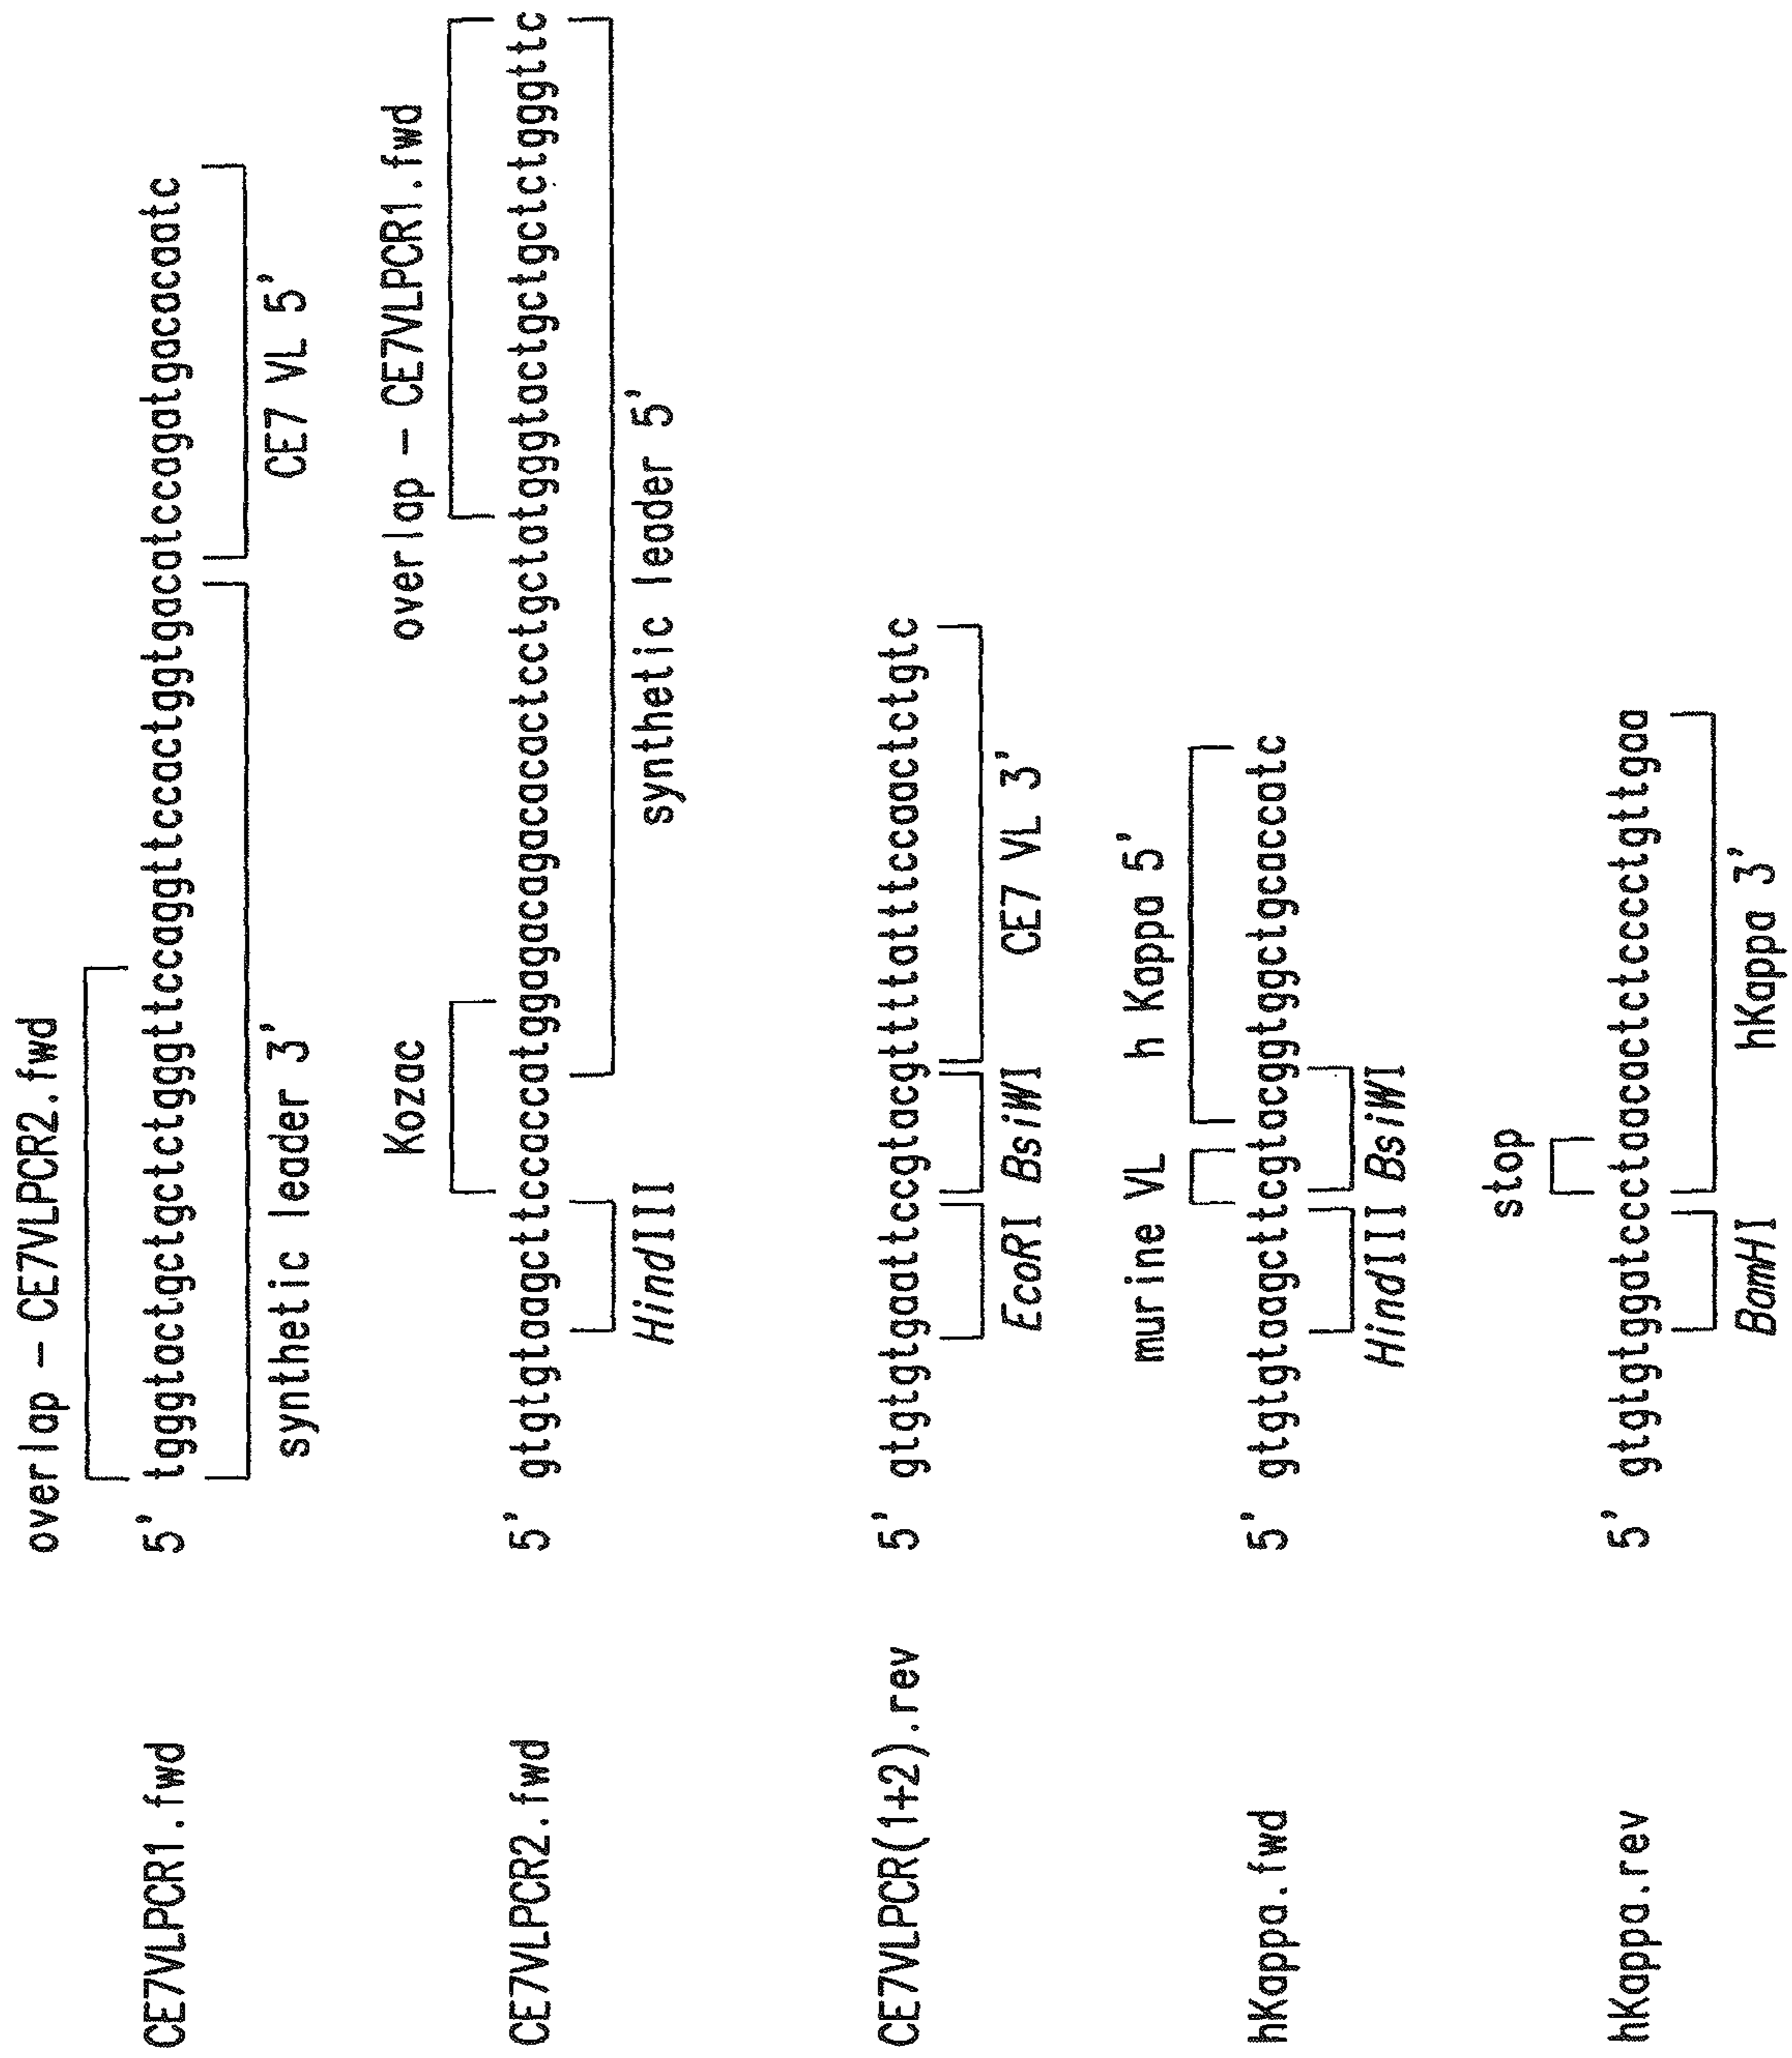 overlap – CE7VLPCR2.fwd
CE7VLPCR1.fwd 5' tgggtactgctgctctgggttccaggttccactggtgacatccagatgacacaatc
synthetic leader 3' CE7 VL 5'
Kozac overlap – CE7VLPCR1.fwd
CE7VLPCR2.fwd 5' gtgtgtaagcttccaccatggagacagacacactcctgctatgggtactgctgctctgggttc
HindIII synthetic leader 5'
CE7VLPCR(1+2).rev 5' gtgtgtgaattccgtacgttttatttccaactctgtc
EcoRI BsiWI CE7 VL 3'
murine VL h Kappa 5'
hKappa.fwd 5' gtgtgtaagcttcgtacggtggctgcaccatc
HindIII BsiWI
stop
hKappa.rev 5' gtgtgtggatccctaacactctcccctgttgaa
BamHI hKappa 3'